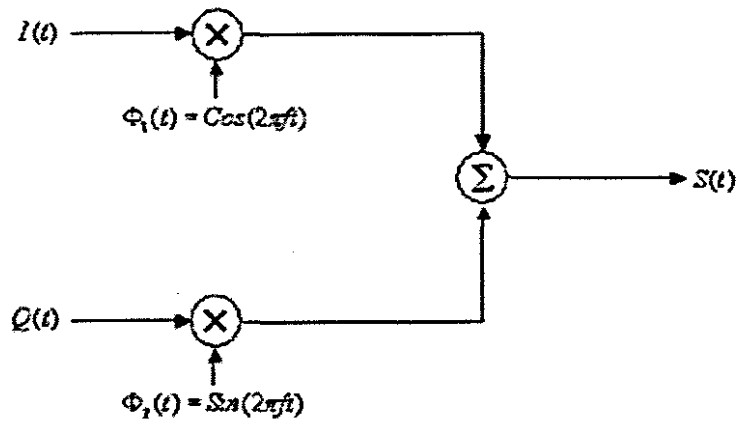 I(t)
×
Φ₁(t) = Cos(2πft)
Σ
S(t)
Q(t)
×
Φ₂(t) = Sin(2πft)